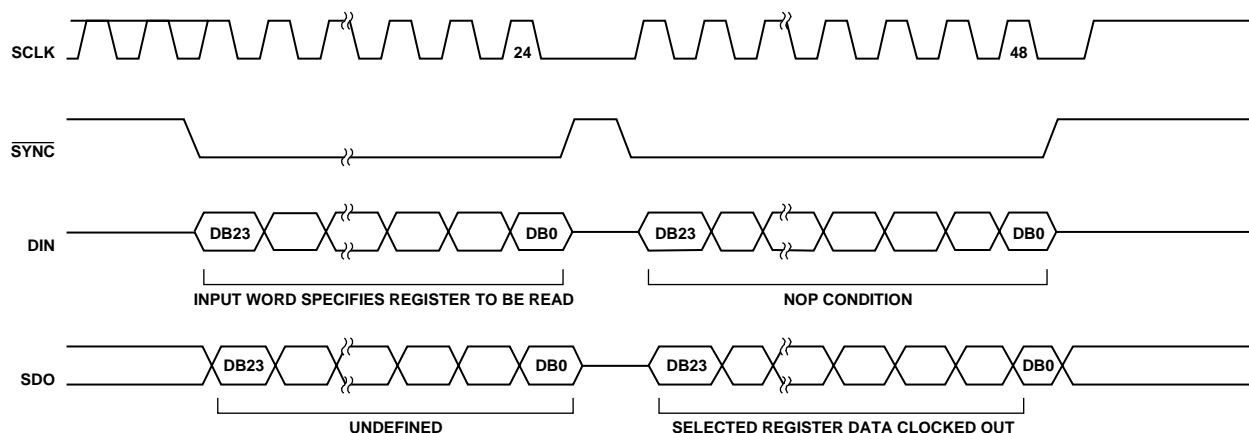 SCLK
24
48
SYNC
DIN
DB23
DB0
DB23
DB0
INPUT WORD SPECIFIES REGISTER TO BE READ
NOP CONDITION
SDO
DB23
DB0
DB23
DB0
UNDEFINED
SELECTED REGISTER DATA CLOCKED OUT